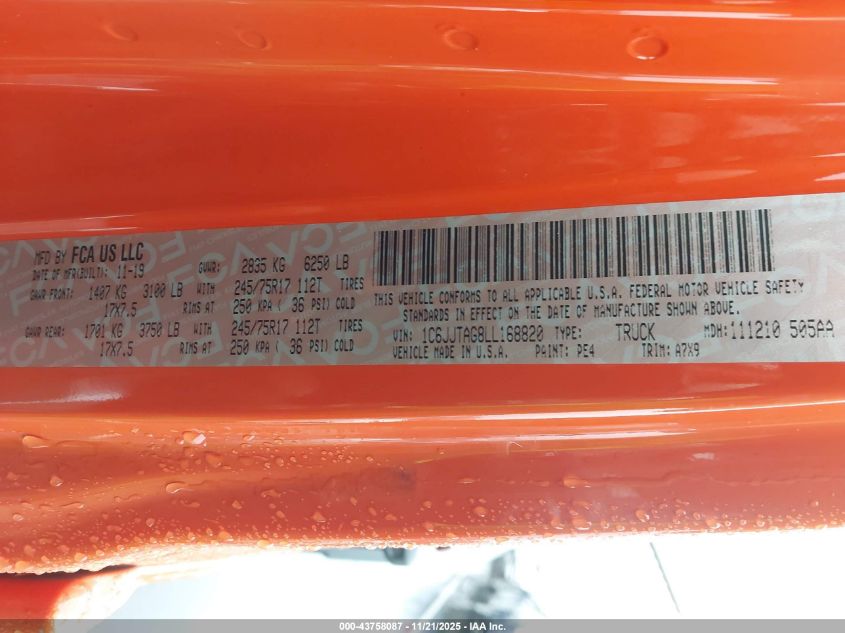 MFD BY FCA US LLC
DATE OF MFR(BUILT): 11-19 GVWR: 2835 KG 6250 LB
GAWR FRONT: 1407 KG 3100 LB WITH 245/75R17 112T TIRES
17X7.5 RIMS AT 250 KPA ( 36 PSI) COLD
GAWR REAR: 1701 KG 3750 LB WITH 245/75R17 112T TIRES
17X7.5 RIMS AT 250 KPA ( 36 PSI) COLD
THIS VEHICLE CONFORMS TO ALL APPLICABLE U.S.A. FEDERAL MOTOR VEHICLE SAFETY
STANDARDS IN EFFECT ON THE DATE OF MANUFACTURE SHOWN ABOVE.
VIN: 1C6JJTAG8LL168820 TYPE: TRUCK MDH: 111210 505AA
VEHICLE MADE IN U.S.A. PAINT: PE4 TRIM: A7X9
000-43758087 - 11/21/2025 - IAA Inc.